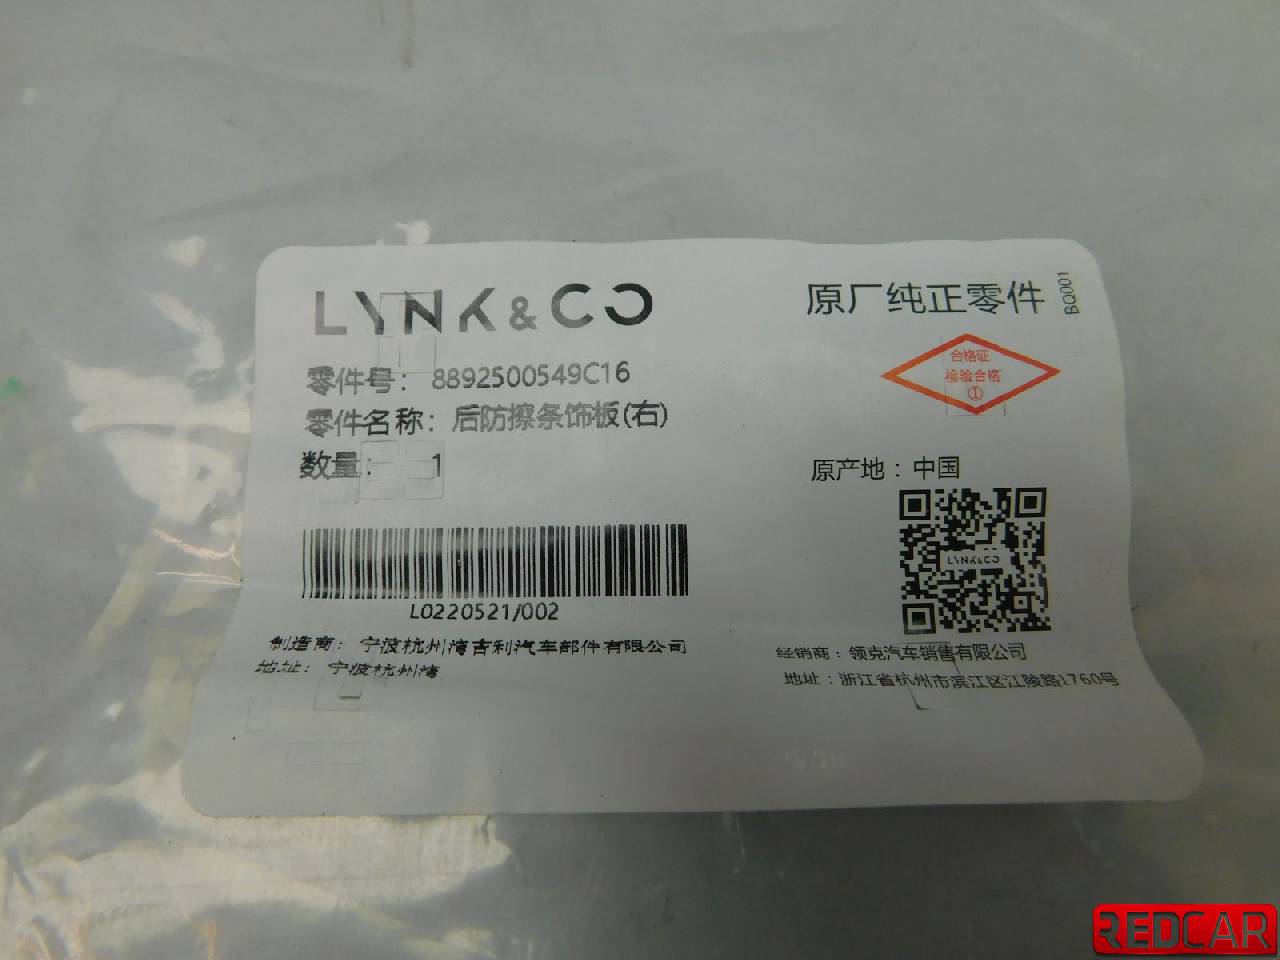 LYNK & CO
原厂纯正零件
BQ001
合格证
检验合格
①
零件号： 8892500549C16
零件名称：后防擦条饰板(右)
数量： 1
原产地：中国
LYNK&CO
L0220521/002
制造商： 宁波杭州湾吉利汽车部件有限公司
地址： 宁波杭州湾
经销商：领克汽车销售有限公司
地址：浙江省杭州市滨江区江陵路1760号
REDCAR